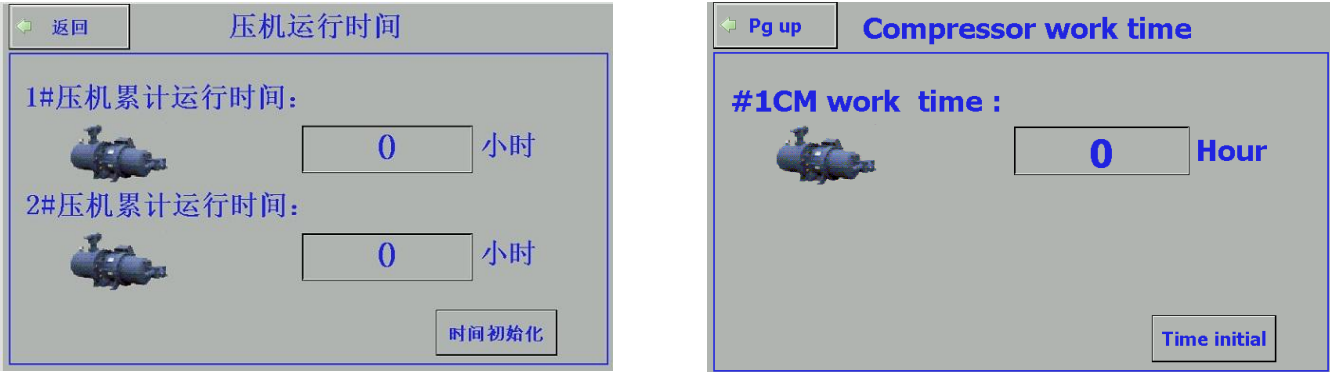 返回
压机运行时间
1#压机累计运行时间：
0 小时
2#压机累计运行时间：
0 小时
时间初始化
Pg up
Compressor work time
#1CM work time :
0 Hour
Time initial